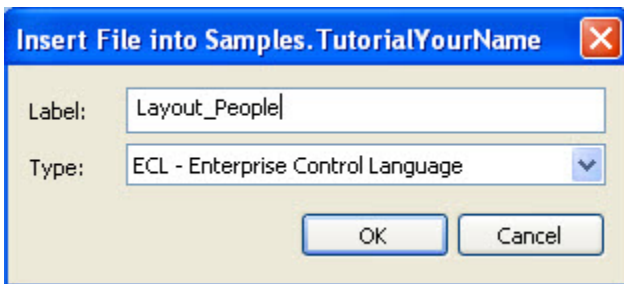 Insert File into Samples.TutorialYourName
Label: Layout_People
Type: ECL - Enterprise Control Language
OK Cancel